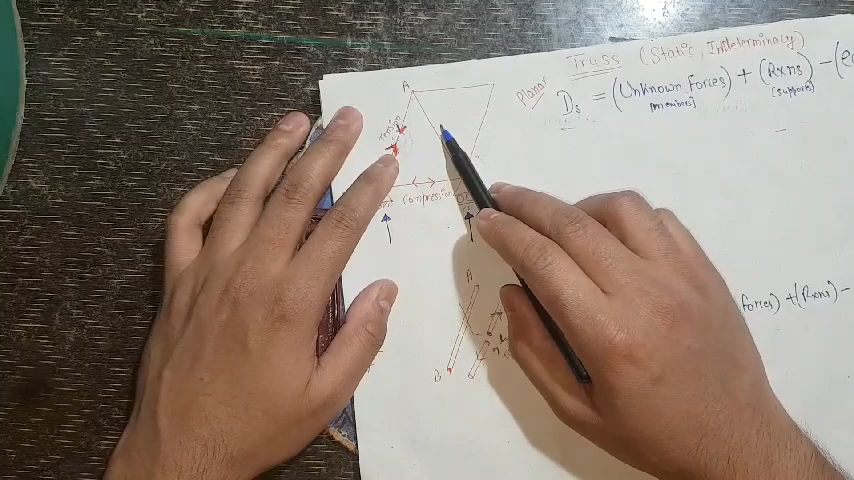 Truss (Static Indeterminacy)
Planar
Ds = (Unknown Forces) + (Rxns) - (
[members] [supports]
A
Tension
compression
A
Forces) + (Rxns) -
B